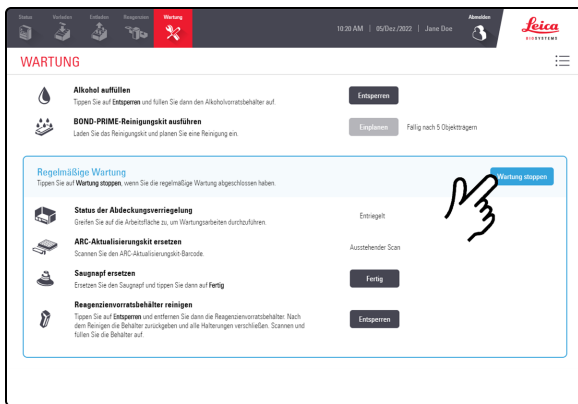 Status Vorladen Entladen Reagenzien Wartung
10:20 AM | 05/Dez./2022 | Jane Doe
Abmelden
Leica
BIOSYSTEMS
WARTUNG
Alkohol auffüllen
Tippen Sie auf Entsperren und füllen Sie dann den Alkoholvorratsbehälter auf.
Entsperren
BOND-PRIME-Reinigungskit ausführen
Laden Sie das Reinigungskit und planen Sie eine Reinigung ein.
Einplanen
Fällig nach 5 Objektträgern
Regelmäßige Wartung
Tippen Sie auf Wartung stoppen, wenn Sie die regelmäßige Wartung abgeschlossen haben.
Wartung stoppen
Status der Abdeckungsverriegelung
Greifen Sie auf die Arbeitsfläche zu, um Wartungsarbeiten durchzuführen.
Entriegelt
ARC-Aktualisierungskit ersetzen
Scannen Sie den ARC-Aktualisierungskit-Barcode.
Ausstehender Scan
Saugnapf ersetzen
Ersetzen Sie den Saugnapf und tippen Sie dann auf Fertig
Fertig
Reagenzienvorratsbehälter reinigen
Tippen Sie auf Entsperren und entfernen Sie dann die Reagenzienvorratsbehälter. Nach
dem Reinigen die Behälter zurückgeben und alle Halterungen verschließen. Scannen und
füllen Sie die Behälter auf.
Entsperren